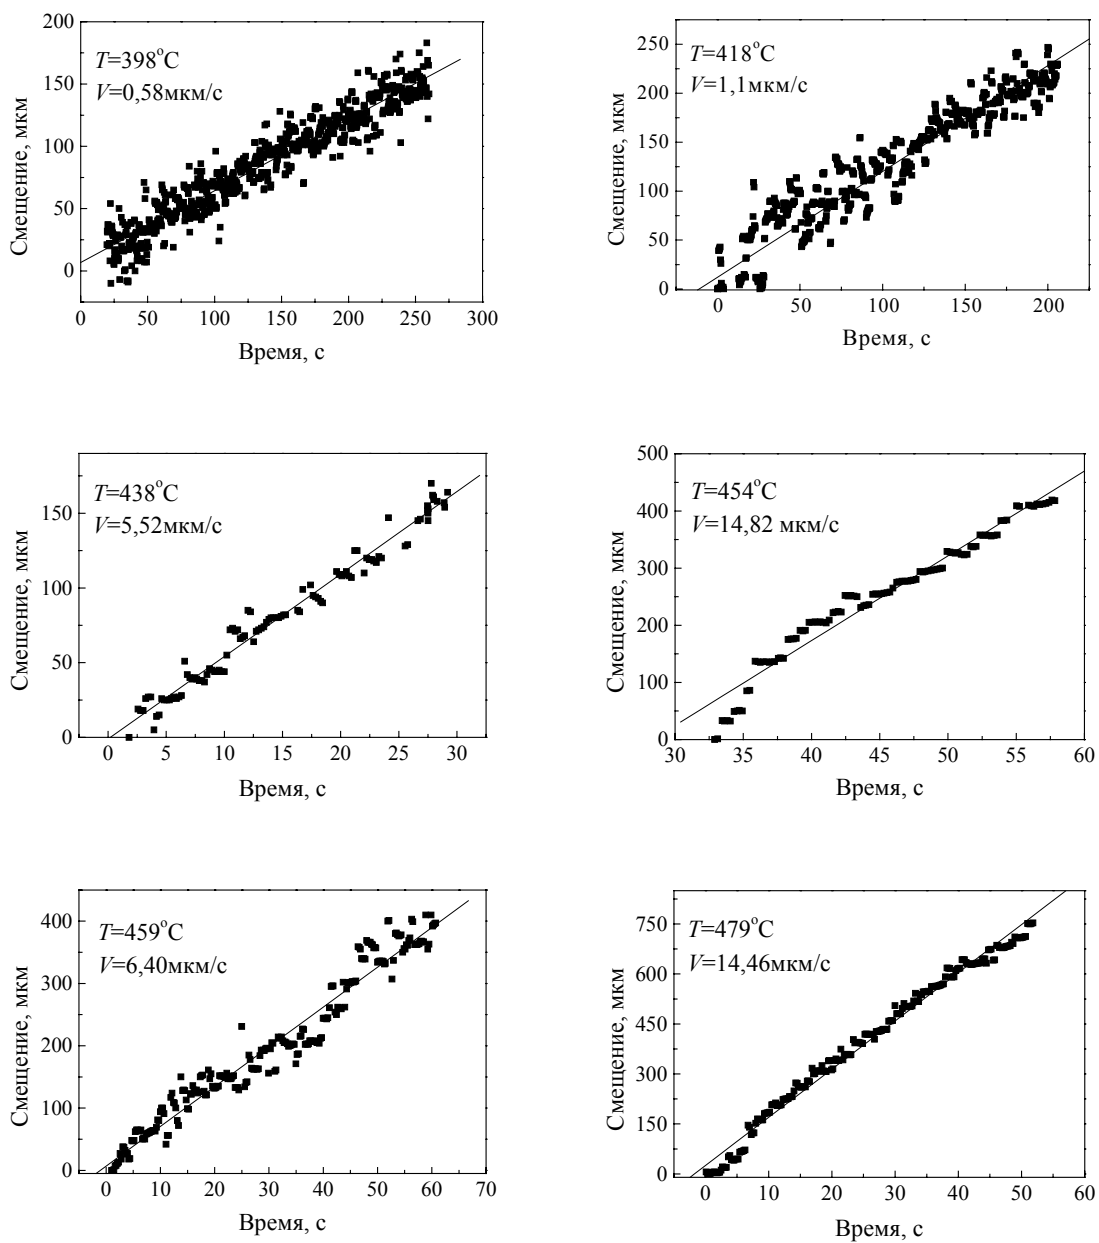 200
150
100
50
0
T=398°C
V=0,58мкм/с
Смещение, мкм
0 50 100 150 200 250 300
Время, с
250
200
150
100
50
0
T=418°C
V=1,1мкм/с
Смещение, мкм
0 50 100 150 200
Время, с
150
100
50
0
T=438°C
V=5,52мкм/с
Смещение, мкм
0 5 10 15 20 25 30
Время, с
500
400
300
200
100
0
T=454°C
V=14,82 мкм/с
Смещение, мкм
30 35 40 45 50 55 60
Время, с
400
300
200
100
0
T=459°C
V=6,40мкм/с
Смещение, мкм
0 10 20 30 40 50 60 70
Время, с
750
600
450
300
150
0
T=479°C
V=14,46мкм/с
Смещение, мкм
0 10 20 30 40 50 60
Время, с